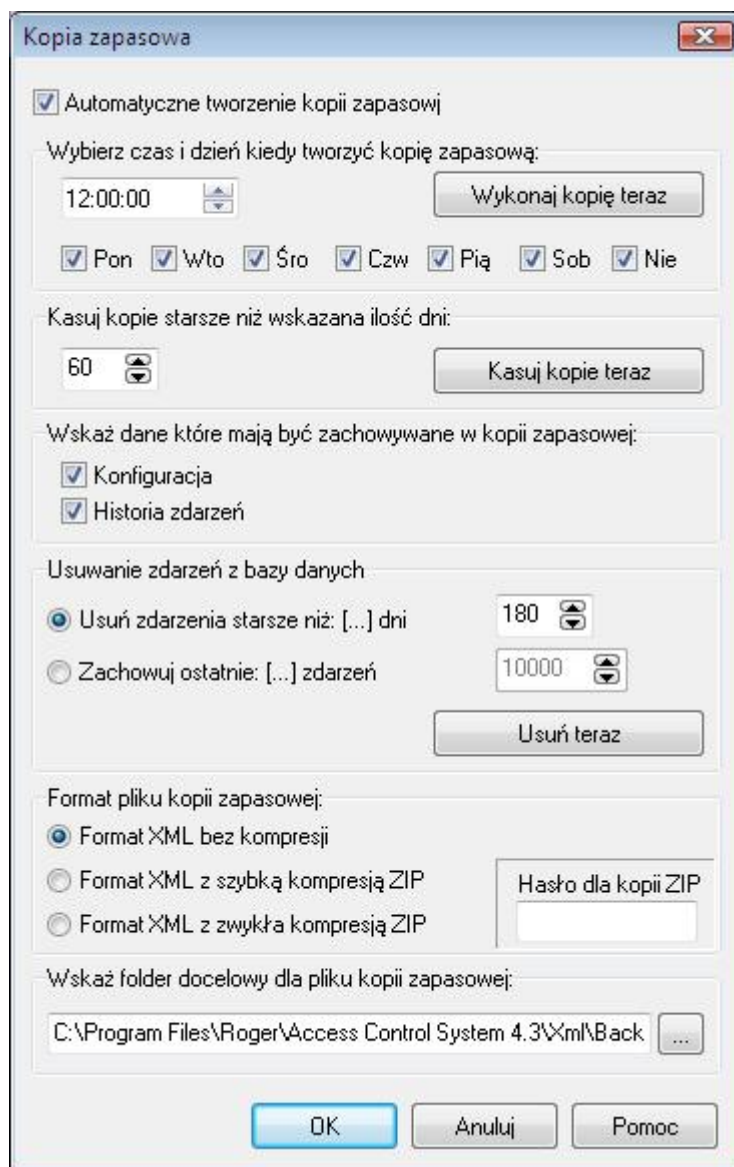 Kopia zapasowa
Automatyczne tworzenie kopii zapasowj
Wybierz czas i dzień kiedy tworzyć kopię zapasową:
12:00:00
Wykonaj kopię teraz
Pon Wto Śro Czw Pią Sob Nie
Kasuj kopie starsze niż wskazana ilość dni:
60
Kasuj kopie teraz
Wskaż dane które mają być zachowywane w kopii zapasowej:
Konfiguracja
Historia zdarzeń
Usuwanie zdarzeń z bazy danych
Usuń zdarzenia starsze niż: [...] dni
180
Zachowuj ostatnie: [...] zdarzeń
10000
Usuń teraz
Format pliku kopii zapasowej:
Format XML bez kompresji
Format XML z szybką kompresją ZIP
Hasło dla kopii ZIP
Format XML z zwykła kompresją ZIP
Wskaż folder docelowy dla pliku kopii zapasowej:
C:\Program Files\Roger\Access Control System 4.3\Xml\Back
...
OK
Anuluj
Pomoc